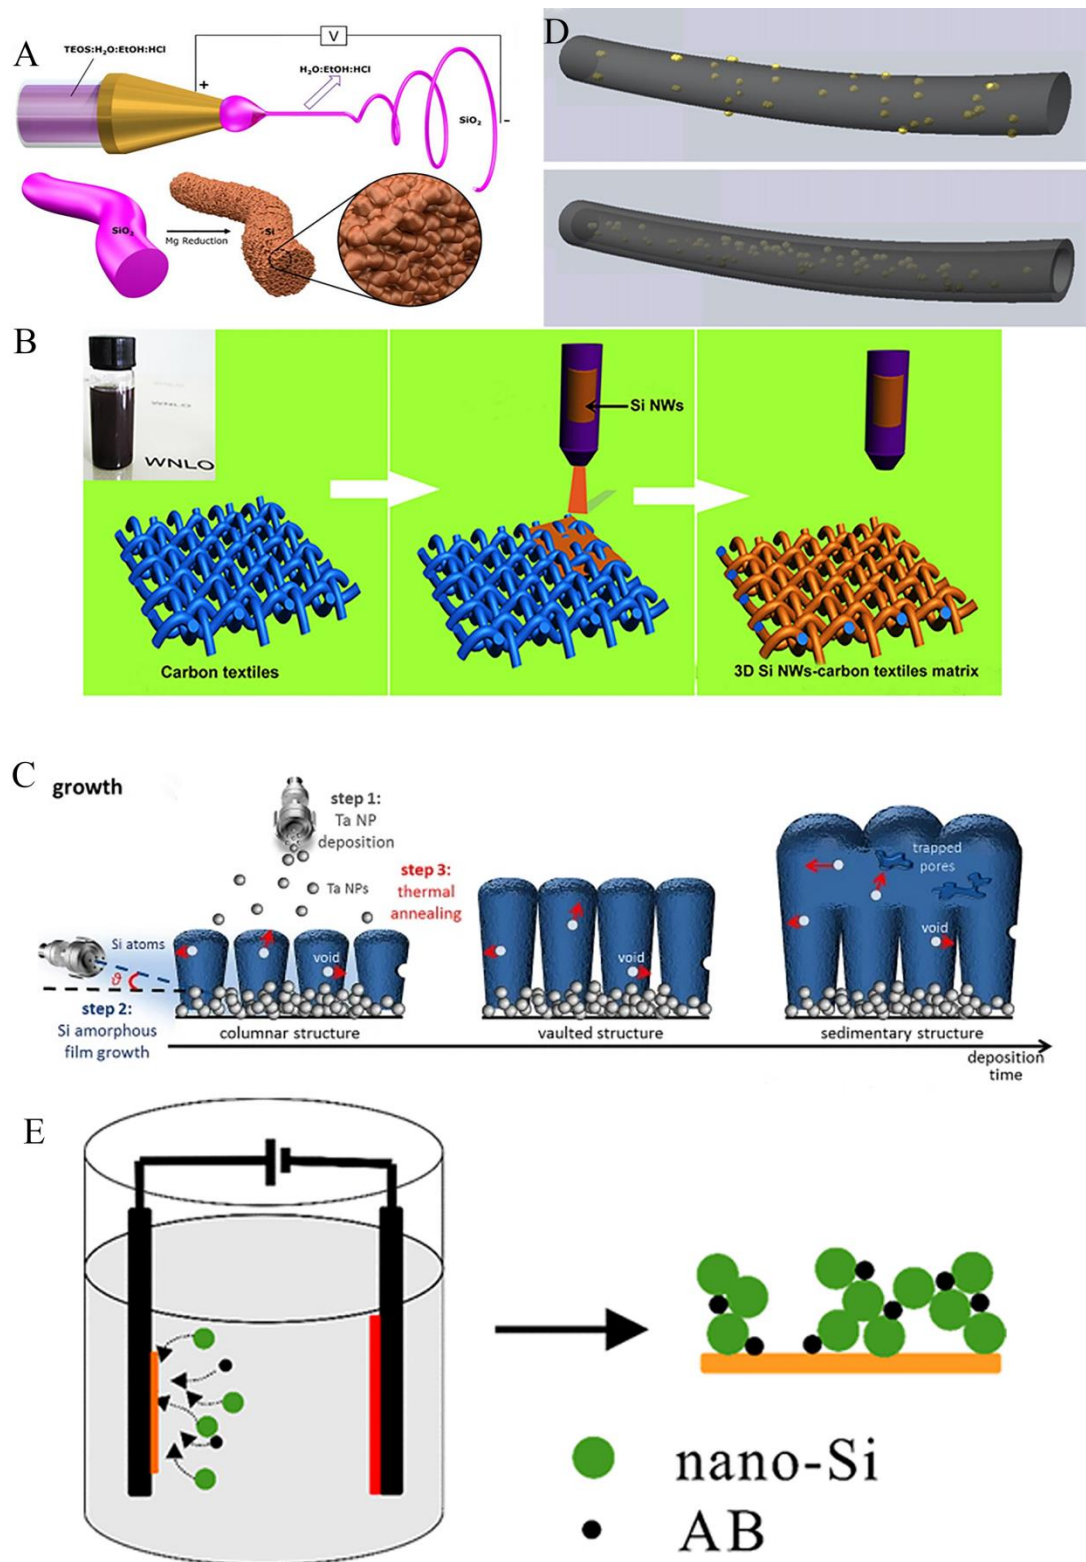 A
TEOS:H₂O:EtOH:HCl
V
H₂O:EtOH:HCl
+
SiO₂
–
SiO₂
Mg Reduction
Si
D
B
WNLO
WNLO
Si NWs
Carbon textiles
3D Si NWs-carbon textiles matrix
C
growth
step 1:
Ta NP
deposition
Ta NPs
step 3:
thermal
annealing
Si atoms
ϑ
void
step 2:
Si amorphous
film growth
columnar structure
void
vaulted structure
trapped
pores
void
sedimentary structure
deposition
time
E
nano-Si
AB